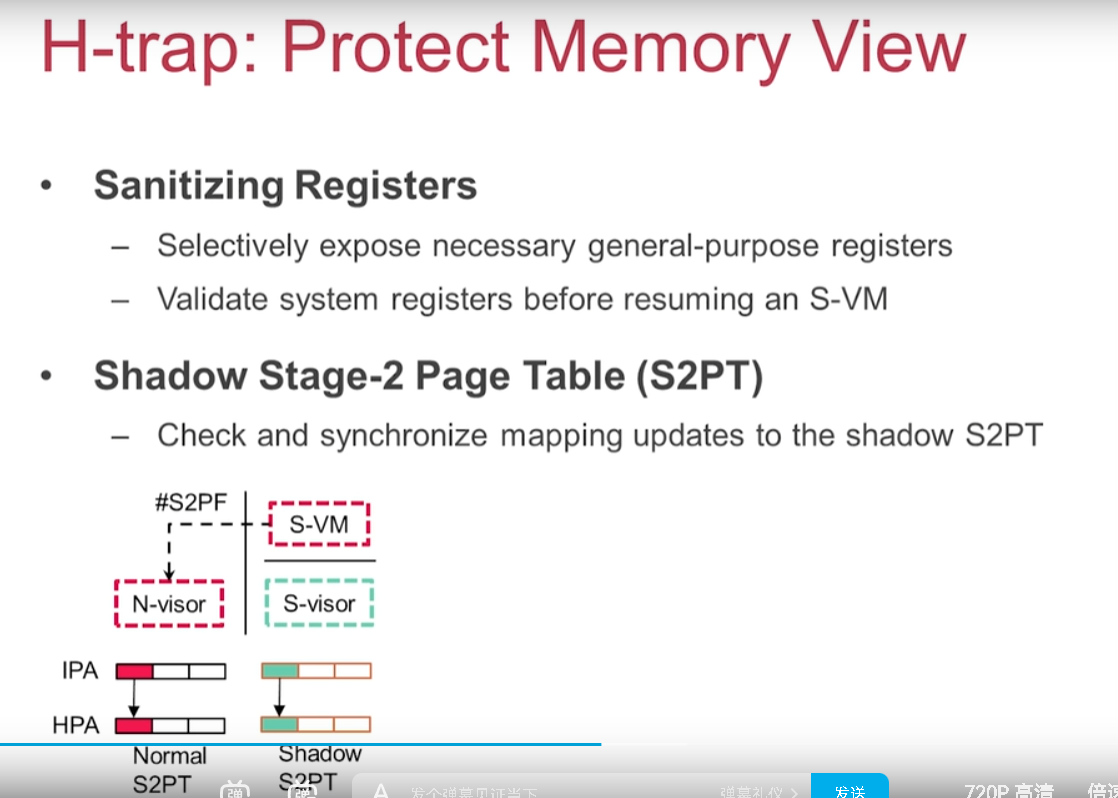 H-trap: Protect Memory View
• Sanitizing Registers
– Selectively expose necessary general-purpose registers
– Validate system registers before resuming an S-VM
• Shadow Stage-2 Page Table (S2PT)
– Check and synchronize mapping updates to the shadow S2PT
#S2PF
S-VM
N-visor
S-visor
IPA
HPA
Normal
S2PT
Shadow
S2PT
弹
弹
A
发个弹幕见证当下
弹幕礼仪 >
发送
720P 高清
倍速